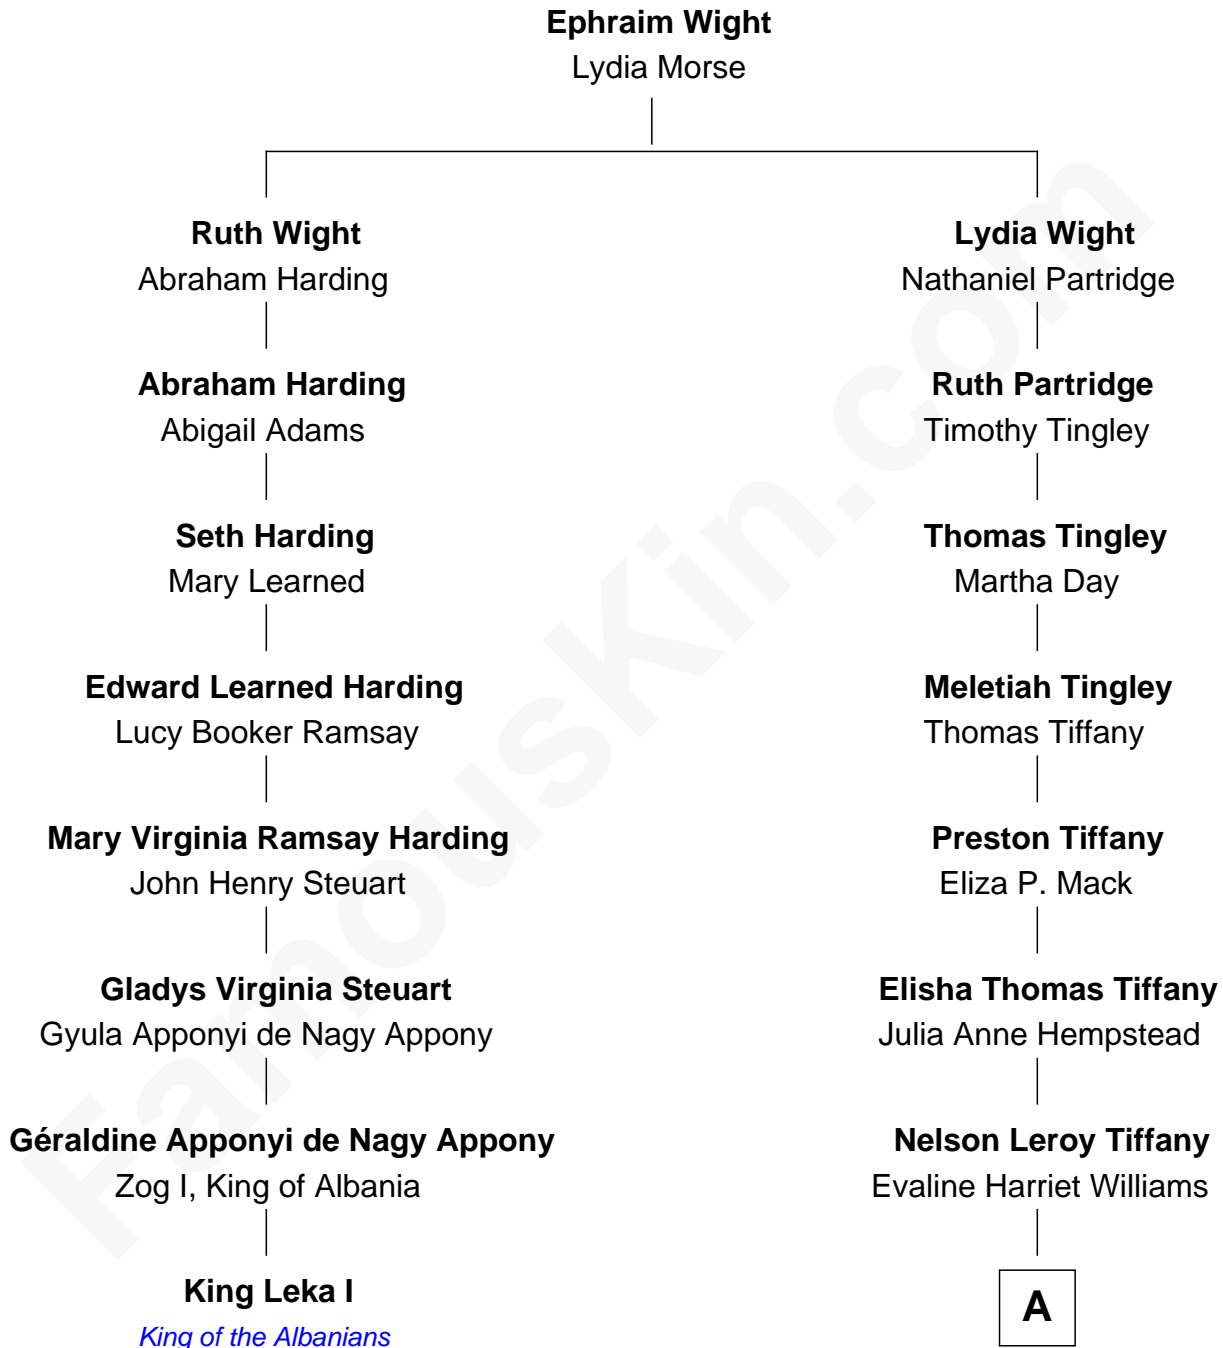 Ephraim Wight
Lydia Morse
Ruth Wight
Abraham Harding
Lydia Wight
Nathaniel Partridge
Abraham Harding
Abigail Adams
Ruth Partridge
Timothy Tingley
Seth Harding
Mary Learned
Thomas Tingley
Martha Day
Edward Learned Harding
Lucy Booker Ramsay
Meletiah Tingley
Thomas Tiffany
Mary Virginia Ramsay Harding
John Henry Steuart
Preston Tiffany
Eliza P. Mack
Gladys Virginia Steuart
Gyula Apponyi de Nagy Appony
Elisha Thomas Tiffany
Julia Anne Hempstead
Géraldine Apponyi de Nagy Appony
Zog I, King of Albania
Nelson Leroy Tiffany
Evaline Harriet Williams
King Leka I
King of the Albanians
A
FamousKin.com